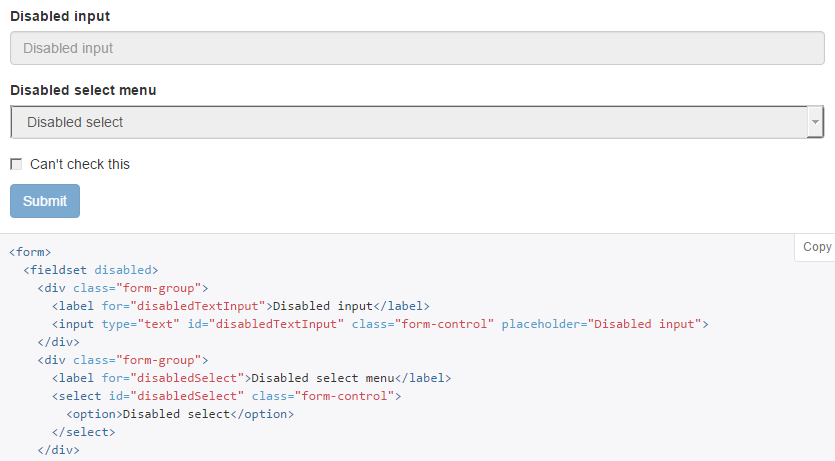 Disabled input
Disabled input
Disabled select menu
Disabled select
Can't check this
Submit
Copy
<form>
  <fieldset disabled>
    <div class="form-group">
      <label for="disabledTextInput">Disabled input</label>
      <input type="text" id="disabledTextInput" class="form-control" placeholder="Disabled input">
    </div>
    <div class="form-group">
      <label for="disabledSelect">Disabled select menu</label>
      <select id="disabledSelect" class="form-control">
        <option>Disabled select</option>
      </select>
    </div>